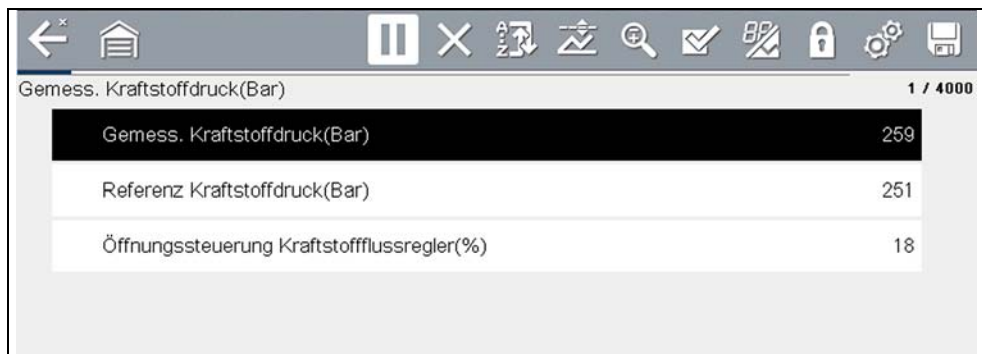 Gemess. Kraftstoffdruck(Bar) 1 / 4000
Gemess. Kraftstoffdruck(Bar) 259
Referenz Kraftstoffdruck(Bar) 251
Öffnungssteuerung Kraftstoffflussregler(%) 18